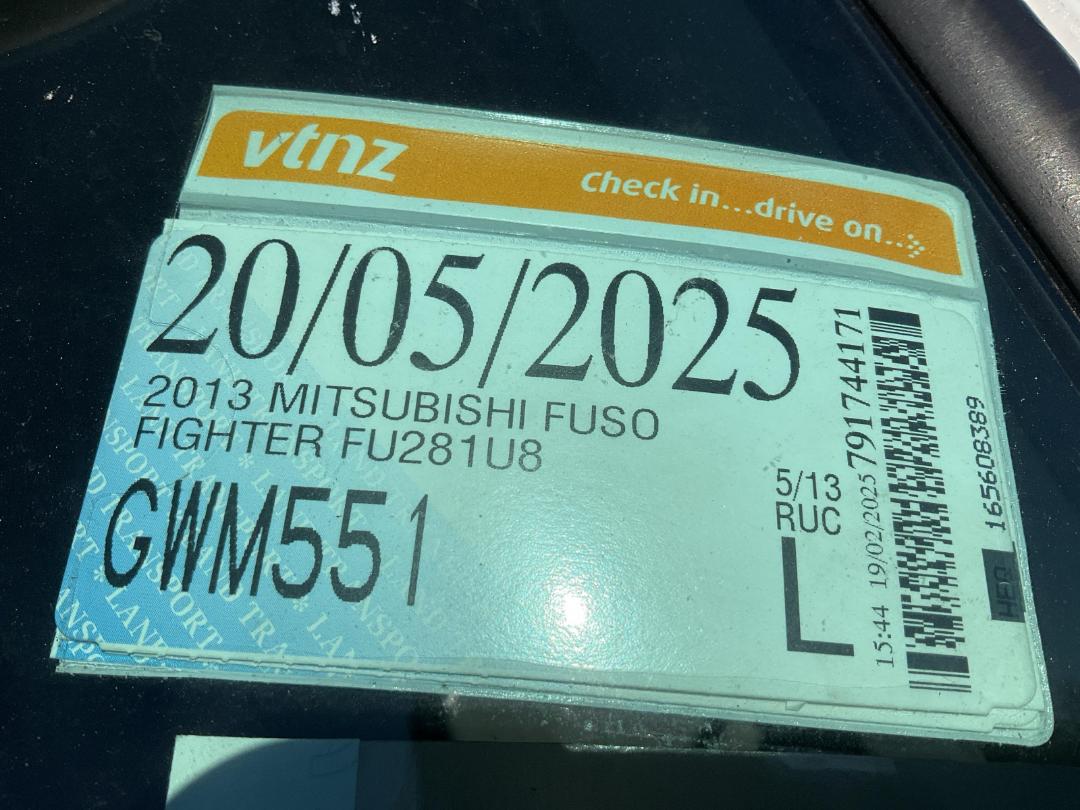 vtnz
check in...drive on...
20/05/2025
2013 MITSUBISHI FUSO
FIGHTER FU281U8
GWM551
5/13
RUC
L
15:44 19/02/2025 791744171
165608389